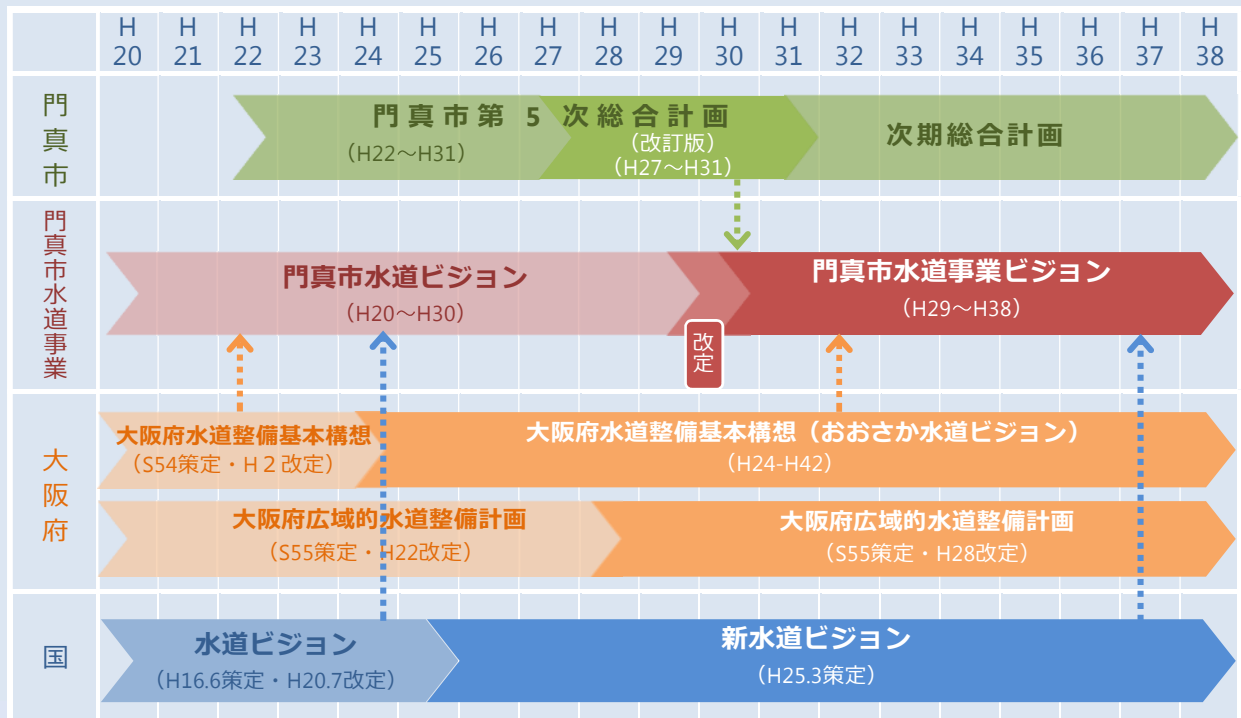 H20 H21 H22 H23 H24 H25 H26 H27 H28 H29 H30 H31 H32 H33 H34 H35 H36 H37 H38
門真市
門真市第 5 次総合計画
(H22～H31)
(改訂版)
(H27～H31)
次期総合計画
門真市水道事業
門真市水道ビジョン
(H20～H30)
改定
門真市水道事業ビジョン
(H29～H38)
大阪府
大阪府水道整備基本構想
(S54策定・H２改定)
大阪府水道整備基本構想（おおさか水道ビジョン）
(H24-H42)
大阪府広域的水道整備計画
(S55策定・H22改定)
大阪府広域的水道整備計画
(S55策定・H28改定)
国
水道ビジョン
(H16.6策定・H20.7改定)
新水道ビジョン
(H25.3策定)